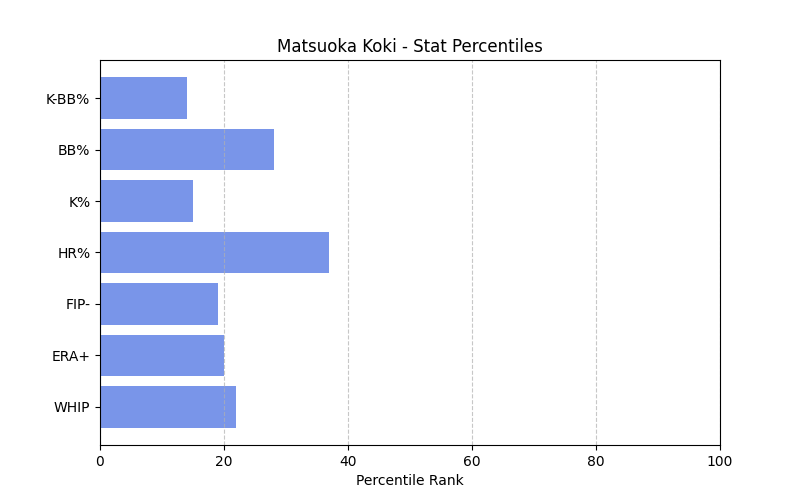 Matsuoka Koki - Stat Percentiles
K-BB%
BB%
K%
HR%
FIP-
ERA+
WHIP
0 20 40 60 80 100
Percentile Rank